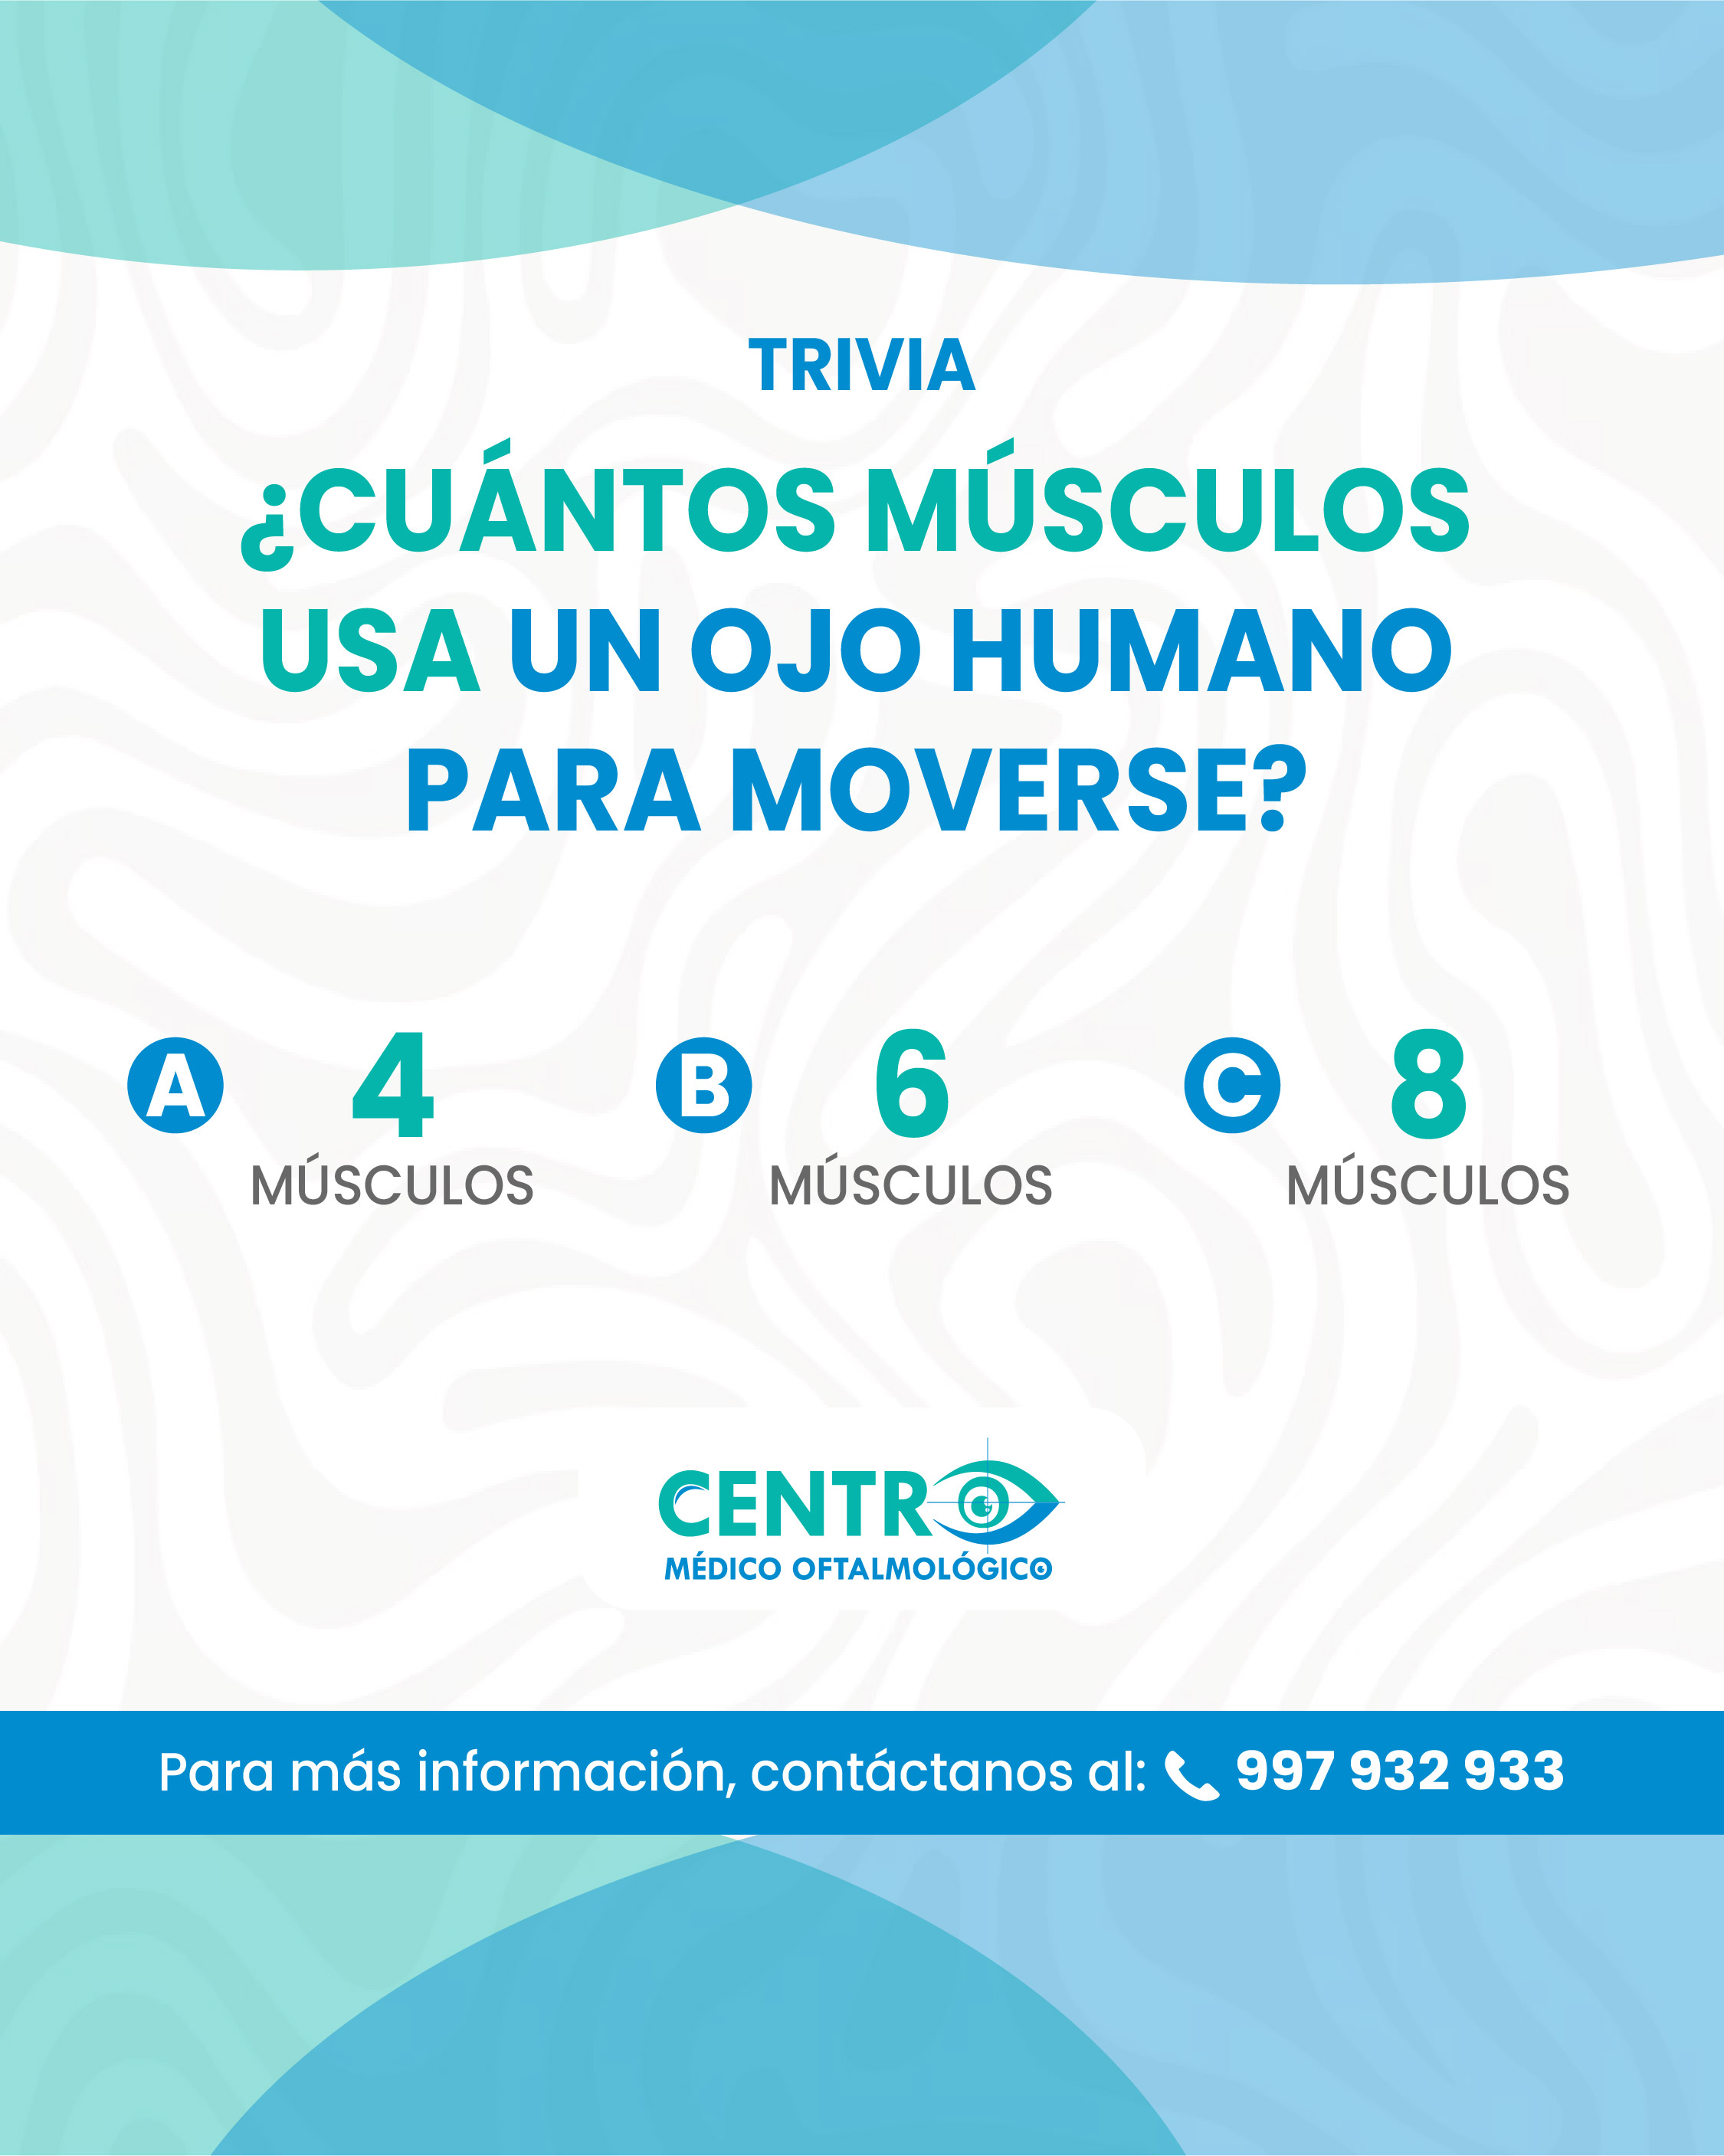 TRIVIA
¿CUÁNTOS MÚSCULOS
USA UN OJO HUMANO
PARA MOVERSE?
A 4 B 6 C 8
MÚSCULOS MÚSCULOS MÚSCULOS
CENTRO
MÉDICO OFTALMOLÓGICO
Para más información, contáctanos al: 997 932 933